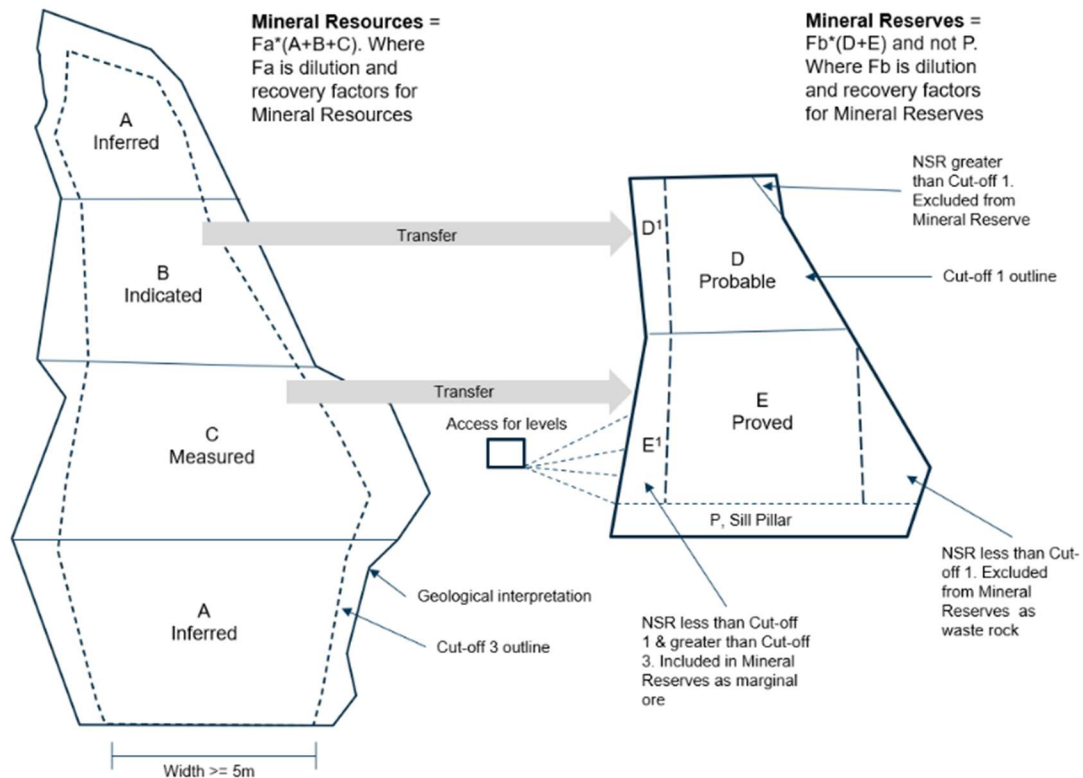 Mineral Resources =
Fa*(A+B+C). Where
Fa is dilution and
recovery factors for
Mineral Resources
Mineral Reserves =
Fb*(D+E) and not P.
Where Fb is dilution
and recovery factors
for Mineral Reserves
A
Inferred
B
Indicated
C
Measured
A
Inferred
Transfer
Transfer
Access for levels
D¹
D
Probable
E¹
E
Proved
P, Sill Pillar
NSR greater
than Cut-off 1.
Excluded from
Mineral Reserve
Cut-off 1 outline
NSR less than Cut-
off 1. Excluded
from Mineral
Reserves as
waste rock
NSR less than Cut-off
1 & greater than Cut-off
3. Included in Mineral
Reserves as marginal
ore
Geological interpretation
Cut-off 3 outline
Width >= 5m